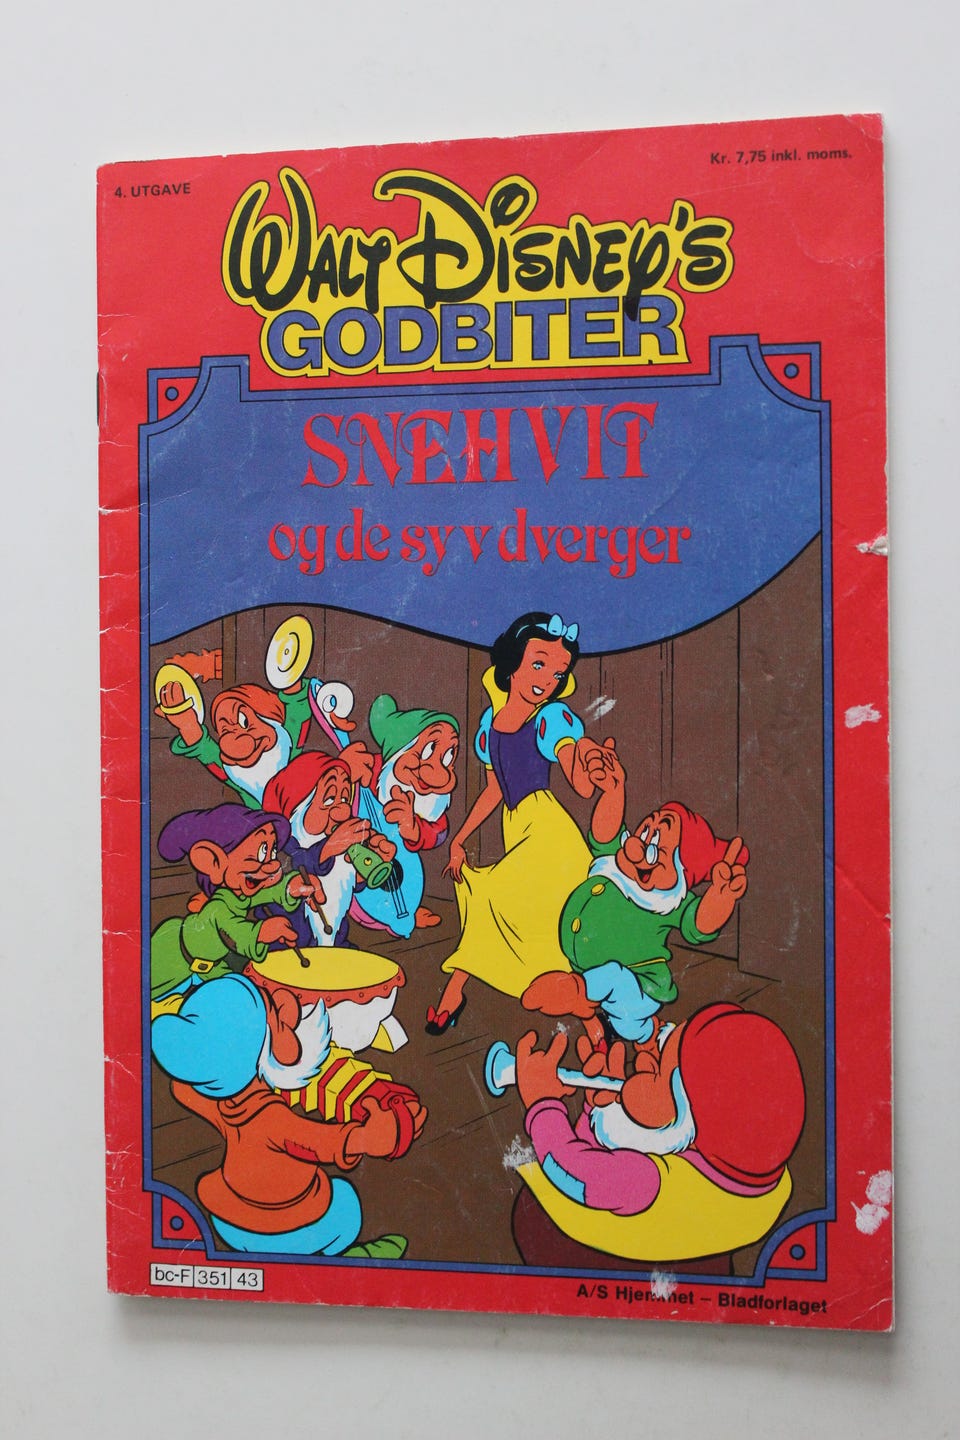 4. UTGAVE
Kr. 7,75 inkl. moms.
WALT DISNEY'S
GODBITER
SNEHVIT
og de syv dverger
bc-F 351 43
A/S Hjemmet – Bladforlaget